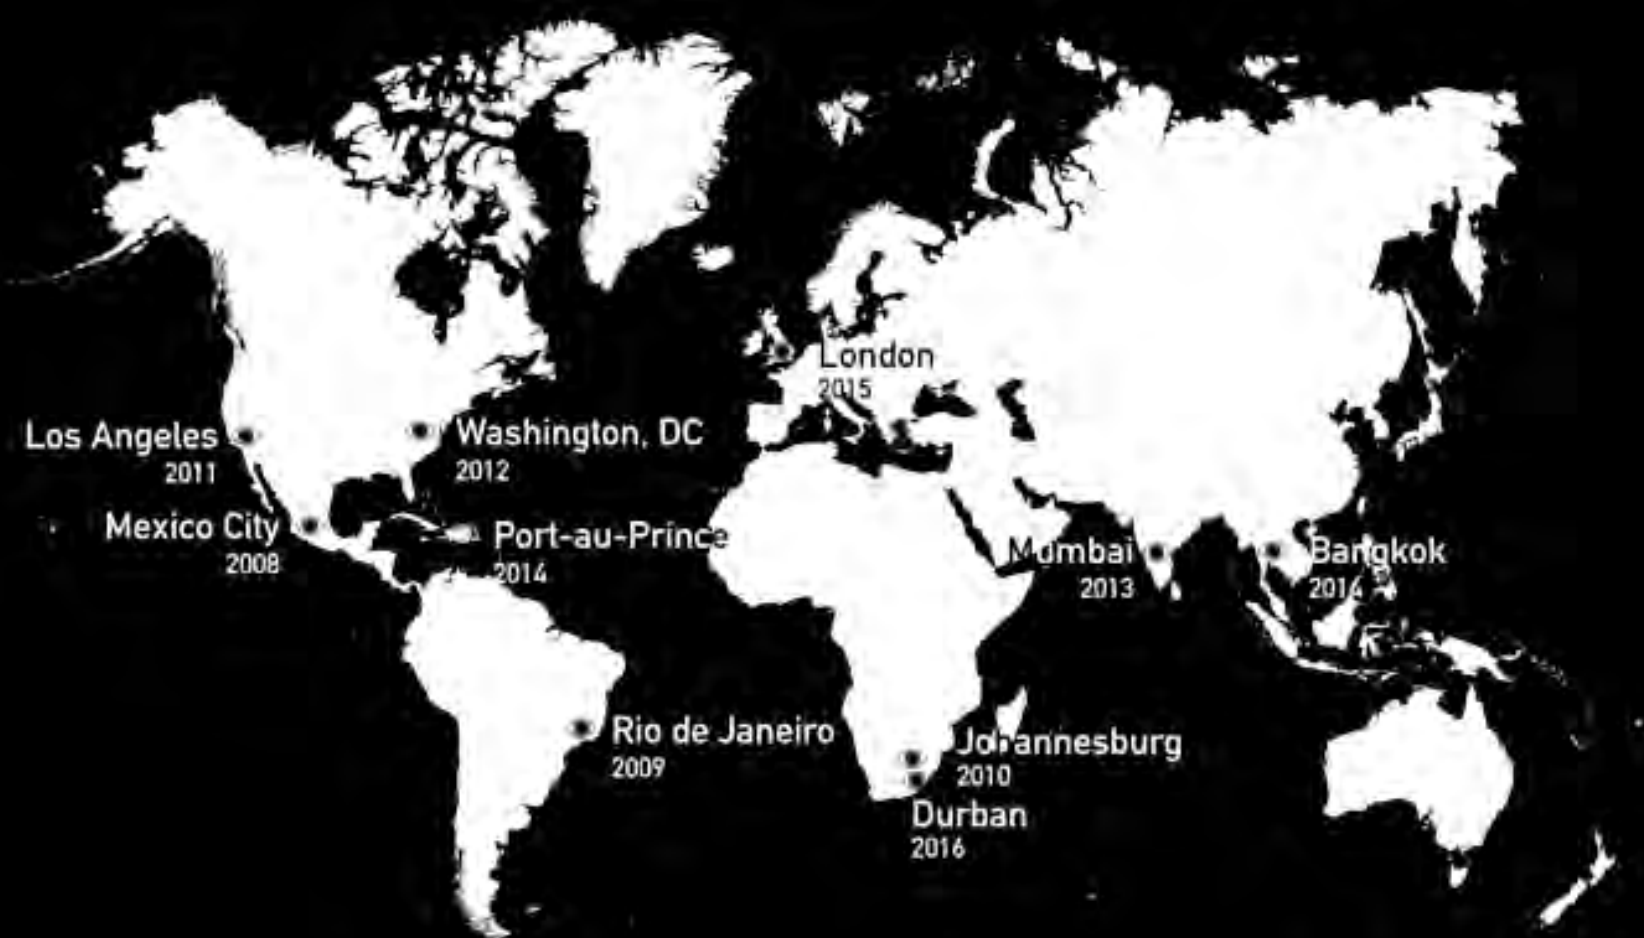 London
2015
Los Angeles
2011
Washington, DC
2012
Mexico City
2008
Port-au-Prince
2014
Mumbai
2013
Bangkok
2014
Rio de Janeiro
2009
Johannesburg
2010
Durban
2016